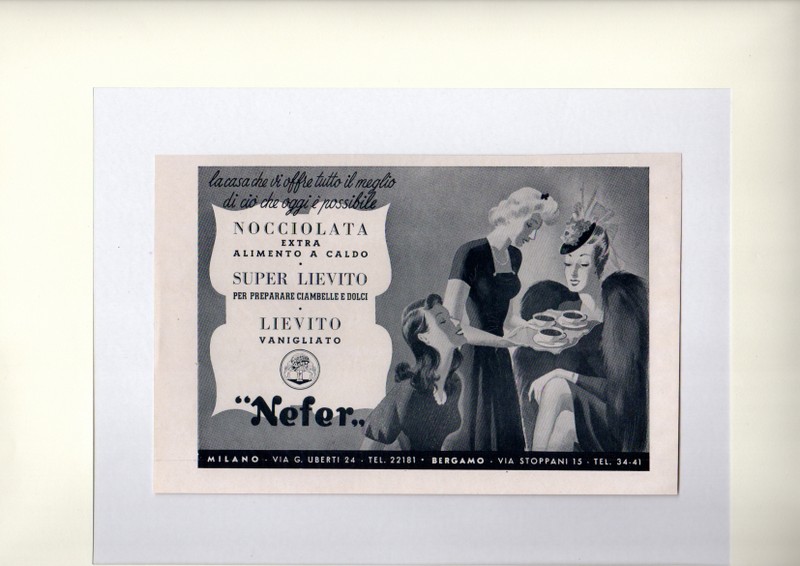 la casa che vi offre tutto il meglio
di ciò che oggi è possibile
NOCCIOLATA
EXTRA
ALIMENTO A CALDO
•
SUPER LIEVITO
PER PREPARARE CIAMBELLE E DOLCI
•
LIEVITO
VANIGLIATO
“Nefer„
MILANO - VIA G. UBERTI 24 - TEL. 22181 • BERGAMO - VIA STOPPANI 15 - TEL. 34-41